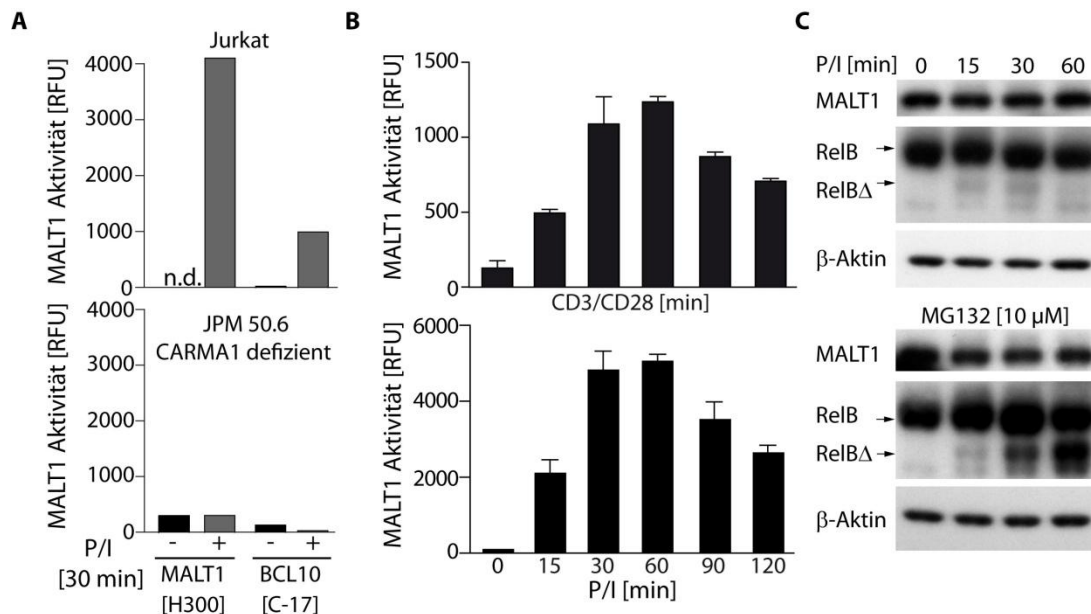 A
Jurkat
MALT1 Aktivität [RFU]
4000
3000
2000
1000
0
n.d.
JPM 50.6
CARMA1 defizient
MALT1 Aktivität [RFU]
4000
3000
2000
1000
0
P/I
[30 min]
- + - +
MALT1 BCL10
[H300] [C-17]
B
MALT1 Aktivität [RFU]
1500
1000
500
0
CD3/CD28 [min]
MALT1 Aktivität [RFU]
6000
4000
2000
0
0 15 30 60 90 120
P/I [min]
C
P/I [min]
0 15 30 60
MALT1
RelB
RelBΔ
β-Aktin
MG132 [10 µM]
MALT1
RelB
RelBΔ
β-Aktin